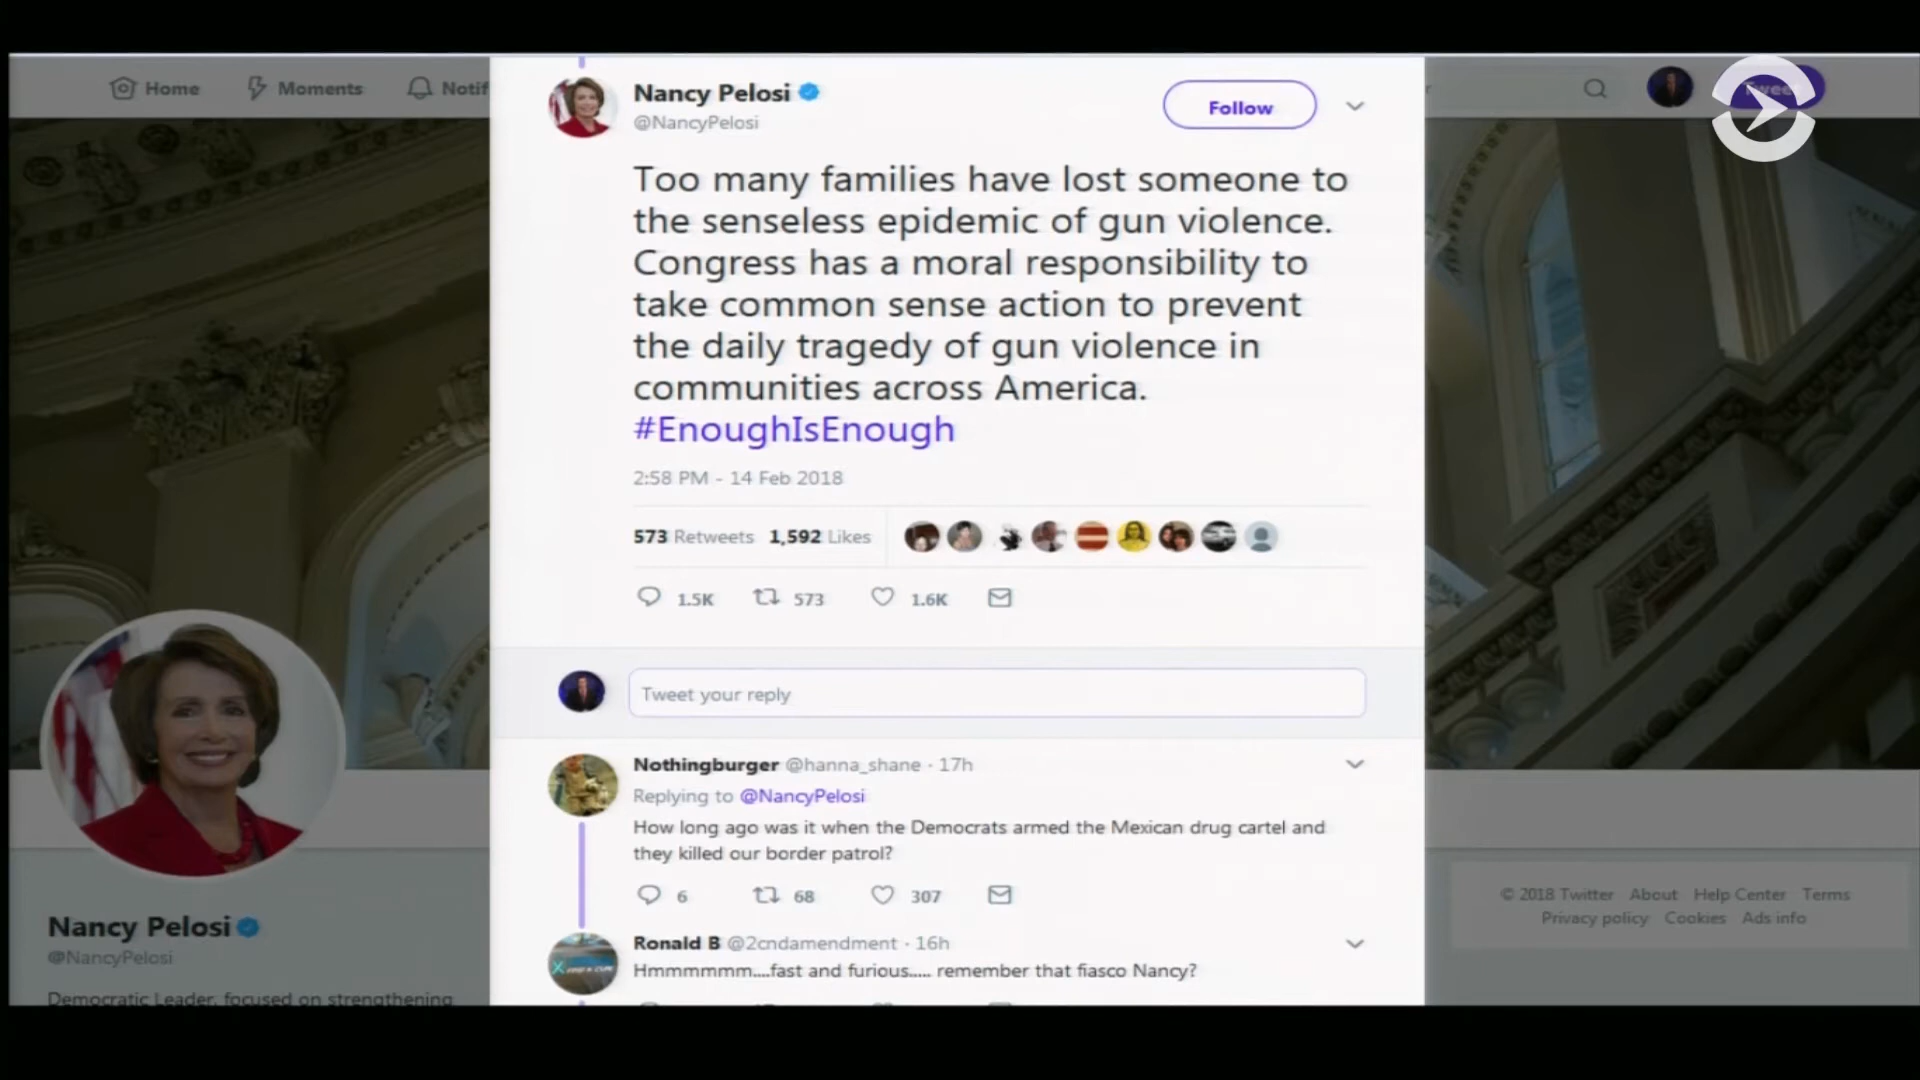 Home Moments Notif
Nancy Pelosi
@NancyPelosi
Follow
Tweet
Too many families have lost someone to
the senseless epidemic of gun violence.
Congress has a moral responsibility to
take common sense action to prevent
the daily tragedy of gun violence in
communities across America.
#EnoughIsEnough
2:58 PM - 14 Feb 2018
573 Retweets 1,592 Likes
1.5K 573 1.6K
Tweet your reply
Nothingburger @hanna_shane · 17h
Replying to @NancyPelosi
How long ago was it when the Democrats armed the Mexican drug cartel and
they killed our border patrol?
6 68 307
Ronald B @2cndamendment · 16h
Hmmmmmm....fast and furious..... remember that fiasco Nancy?
Nancy Pelosi
@NancyPelosi
Democratic Leader, focused on strengthening
© 2018 Twitter About Help Center Terms
Privacy policy Cookies Ads info